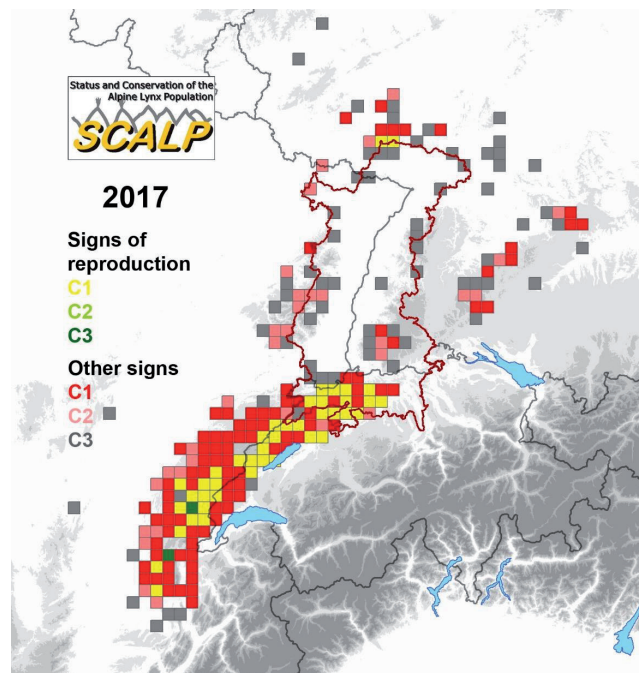 Status and Conservation of the
Alpine Lynx Population
SCALP
2017
Signs of
reproduction
C1
C2
C3
Other signs
C1
C2
C3